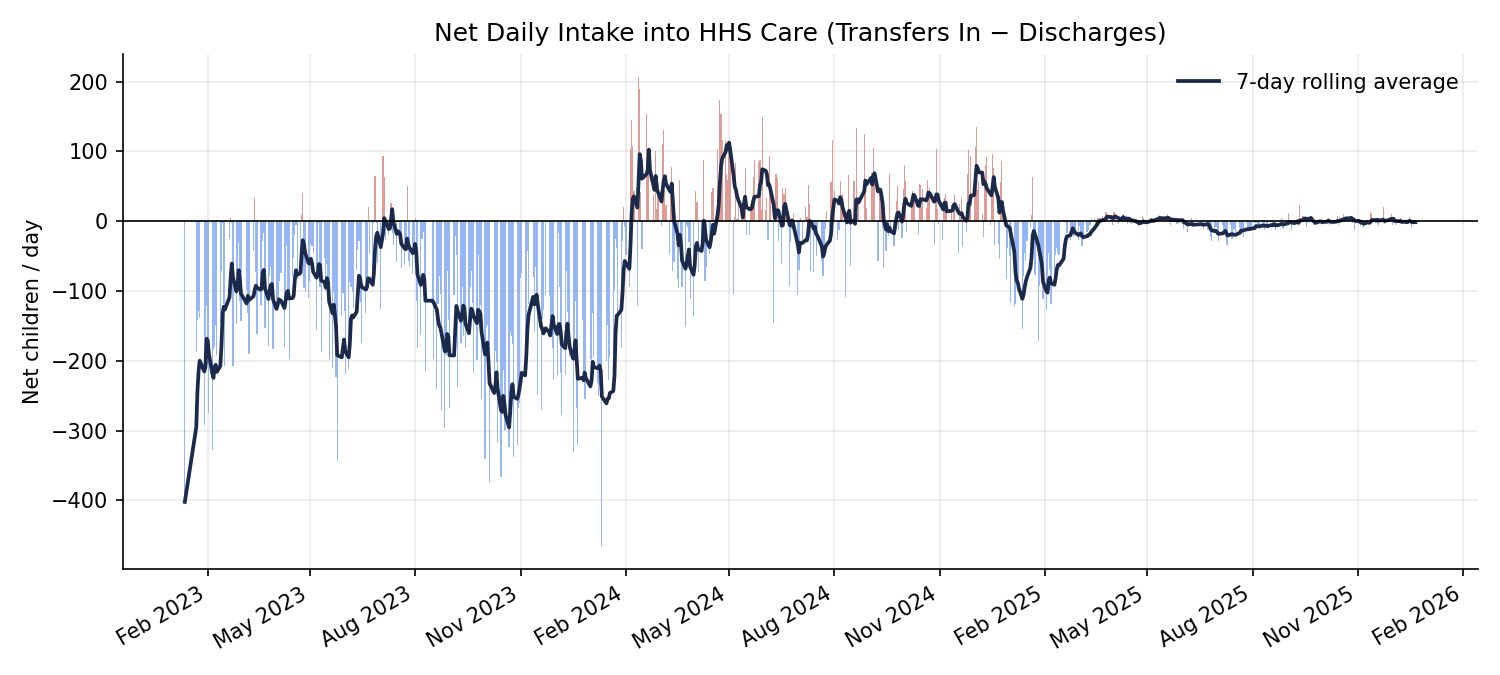 Net Daily Intake into HHS Care (Transfers In − Discharges)
7-day rolling average
Net children / day
200
100
0
−100
−200
−300
−400
Feb 2023
May 2023
Aug 2023
Nov 2023
Feb 2024
May 2024
Aug 2024
Nov 2024
Feb 2025
May 2025
Aug 2025
Nov 2025
Feb 2026